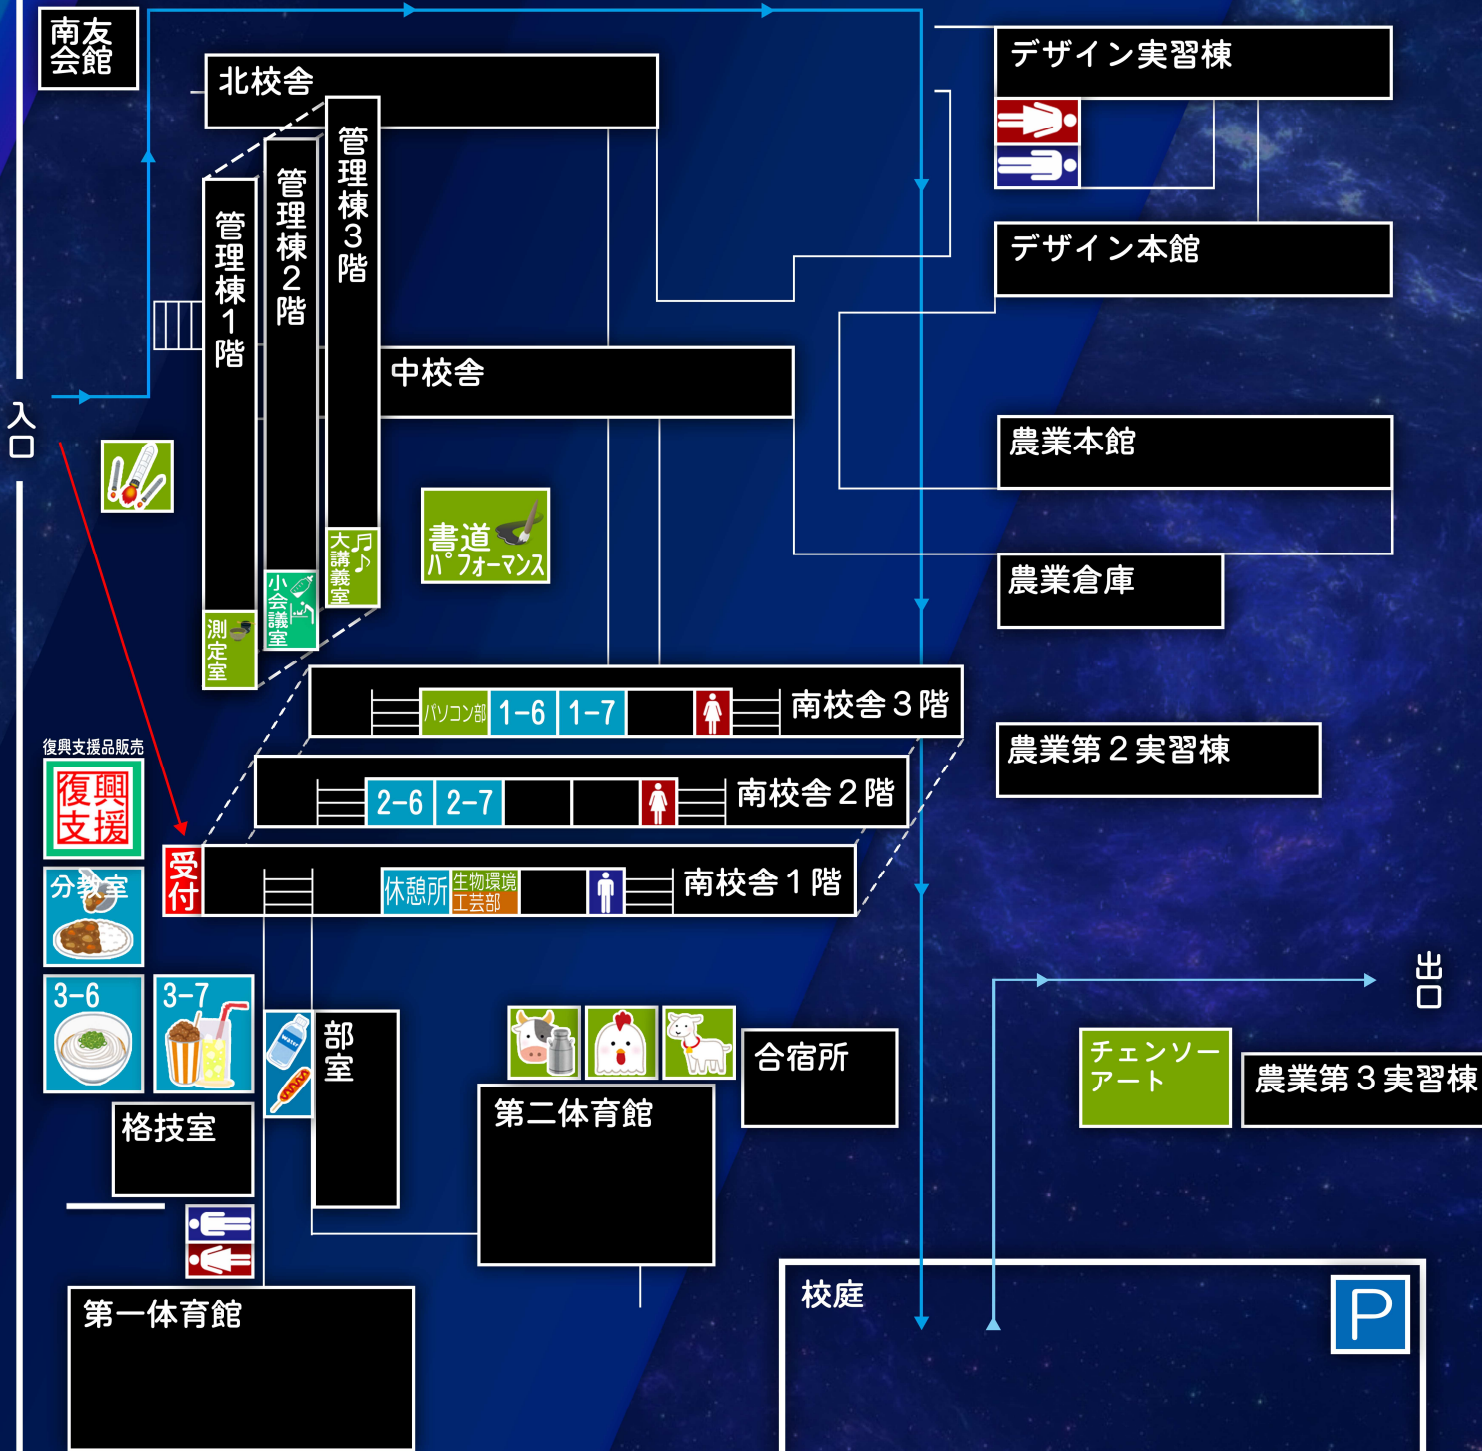 南友
会館
北校舎
デザイン実習棟
管理棟3階
管理棟2階
管理棟1階
デザイン本館
中校舎
入口
農業本館
書道
パフォーマンス
大講義室
小会議室
測定室
農業倉庫
パソコン部
1-6
1-7
南校舎3階
復興支援品販売
復興
支援
2-6
2-7
南校舎2階
農業第2実習棟
受付
休憩所
生物環境
工芸部
南校舎1階
分教室
出口
3-6
3-7
Water
部室
合宿所
チェンソー
アート
農業第3実習棟
格技室
第二体育館
校庭
P
第一体育館